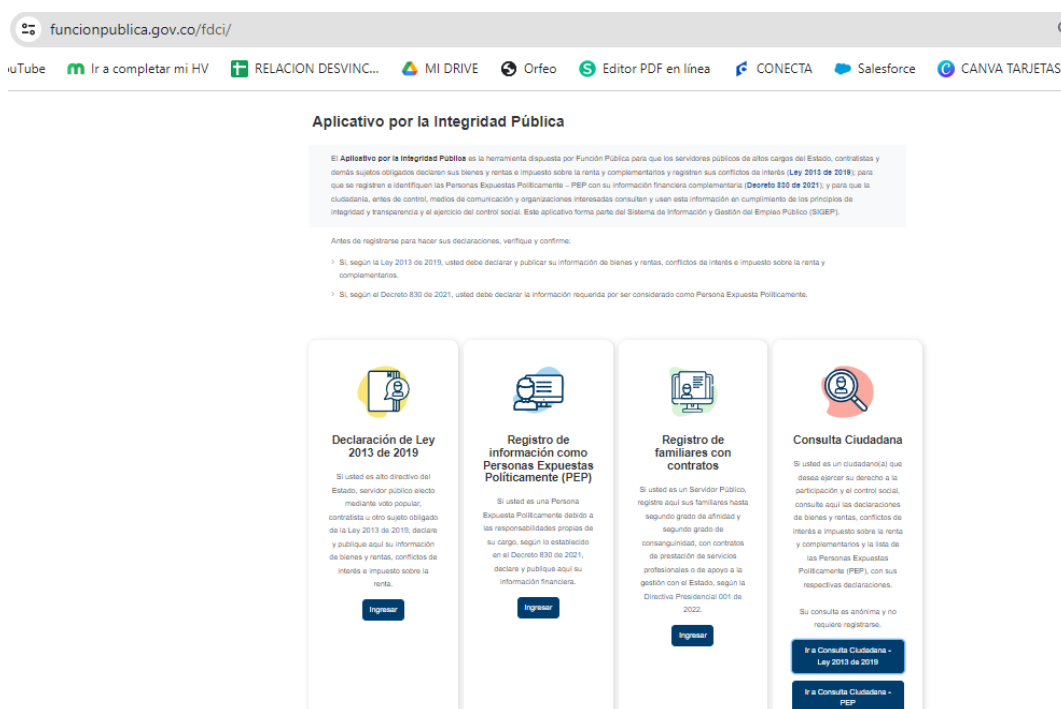 funcionpublica.gov.co/fdci/
uTube Ir a completar mi HV RELACION DESVINC... MI DRIVE Orfeo Editor PDF en línea CONECTA Salesforce CANVA TARJETAS
Aplicativo por la Integridad Pública
El Aplicativo por la Integridad Pública es la herramienta dispuesta por Función Pública para que los servidores públicos de altos cargos del Estado, contratistas y
demás sujetos obligados declaren sus bienes y rentas e impuesto sobre la renta y complementarios y registren sus conflictos de interés (Ley 2013 de 2019); para
que se registren e identifiquen las Personas Expuestas Políticamente – PEP con su información financiera complementaria (Decreto 830 de 2021); y para que la
ciudadanía, entes de control, medios de comunicación y organizaciones interesadas consulten y usen esta información en cumplimiento de los principios de
integridad y transparencia y el ejercicio del control social. Este aplicativo forma parte del Sistema de Información y Gestión del Empleo Público (SIGEP).
Antes de registrarse para hacer sus declaraciones, verifique y confirme:
> Si, según la Ley 2013 de 2019, usted debe declarar y publicar su información de bienes y rentas, conflictos de interés e impuesto sobre la renta y
complementarios.
> Si, según el Decreto 830 de 2021, usted debe declarar la información requerida por ser considerado como Persona Expuesta Políticamente.
Declaración de Ley
2013 de 2019
Si usted es alto directivo del
Estado, servidor público electo
mediante voto popular,
contratista u otro sujeto obligado
de la Ley 2013 de 2019, declare
y publique aquí su información
de bienes y rentas, conflictos de
interés e impuesto sobre la
renta.
Ingresar
Registro de
información como
Personas Expuestas
Políticamente (PEP)
Si usted es una Persona
Expuesta Políticamente debido a
las responsabilidades propias de
su cargo, según lo establecido
en el Decreto 830 de 2021,
declare y publique aquí su
información financiera.
Ingresar
Registro de
familiares con
contratos
Si usted es un Servidor Público,
registre aquí sus familiares hasta
segundo grado de afinidad y
segundo grado de
consanguinidad, con contratos
de prestación de servicios
profesionales o de apoyo a la
gestión con el Estado, según la
Directiva Presidencial 001 de
2022.
Ingresar
Consulta Ciudadana
Si usted es un ciudadano(a) que
desea ejercer su derecho a la
participación y el control social,
consulte aquí las declaraciones
de bienes y rentas, conflictos de
interés e impuesto sobre la renta
y complementarios y la lista de
las Personas Expuestas
Políticamente (PEP), con sus
respectivas declaraciones.
Su consulta es anónima y no
requiere registrarse.
Ir a Consulta Ciudadana -
Ley 2013 de 2019
Ir a Consulta Ciudadana -
PEP